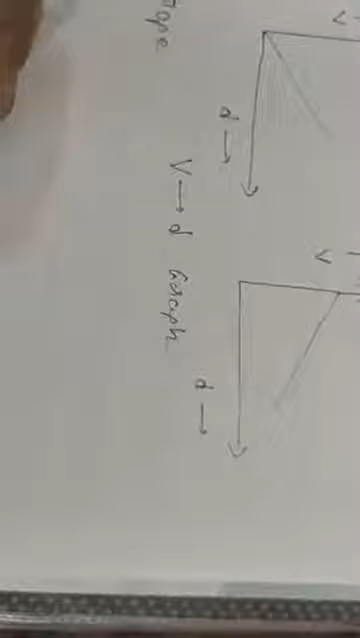 V
d →
V
d →
V → d Graph